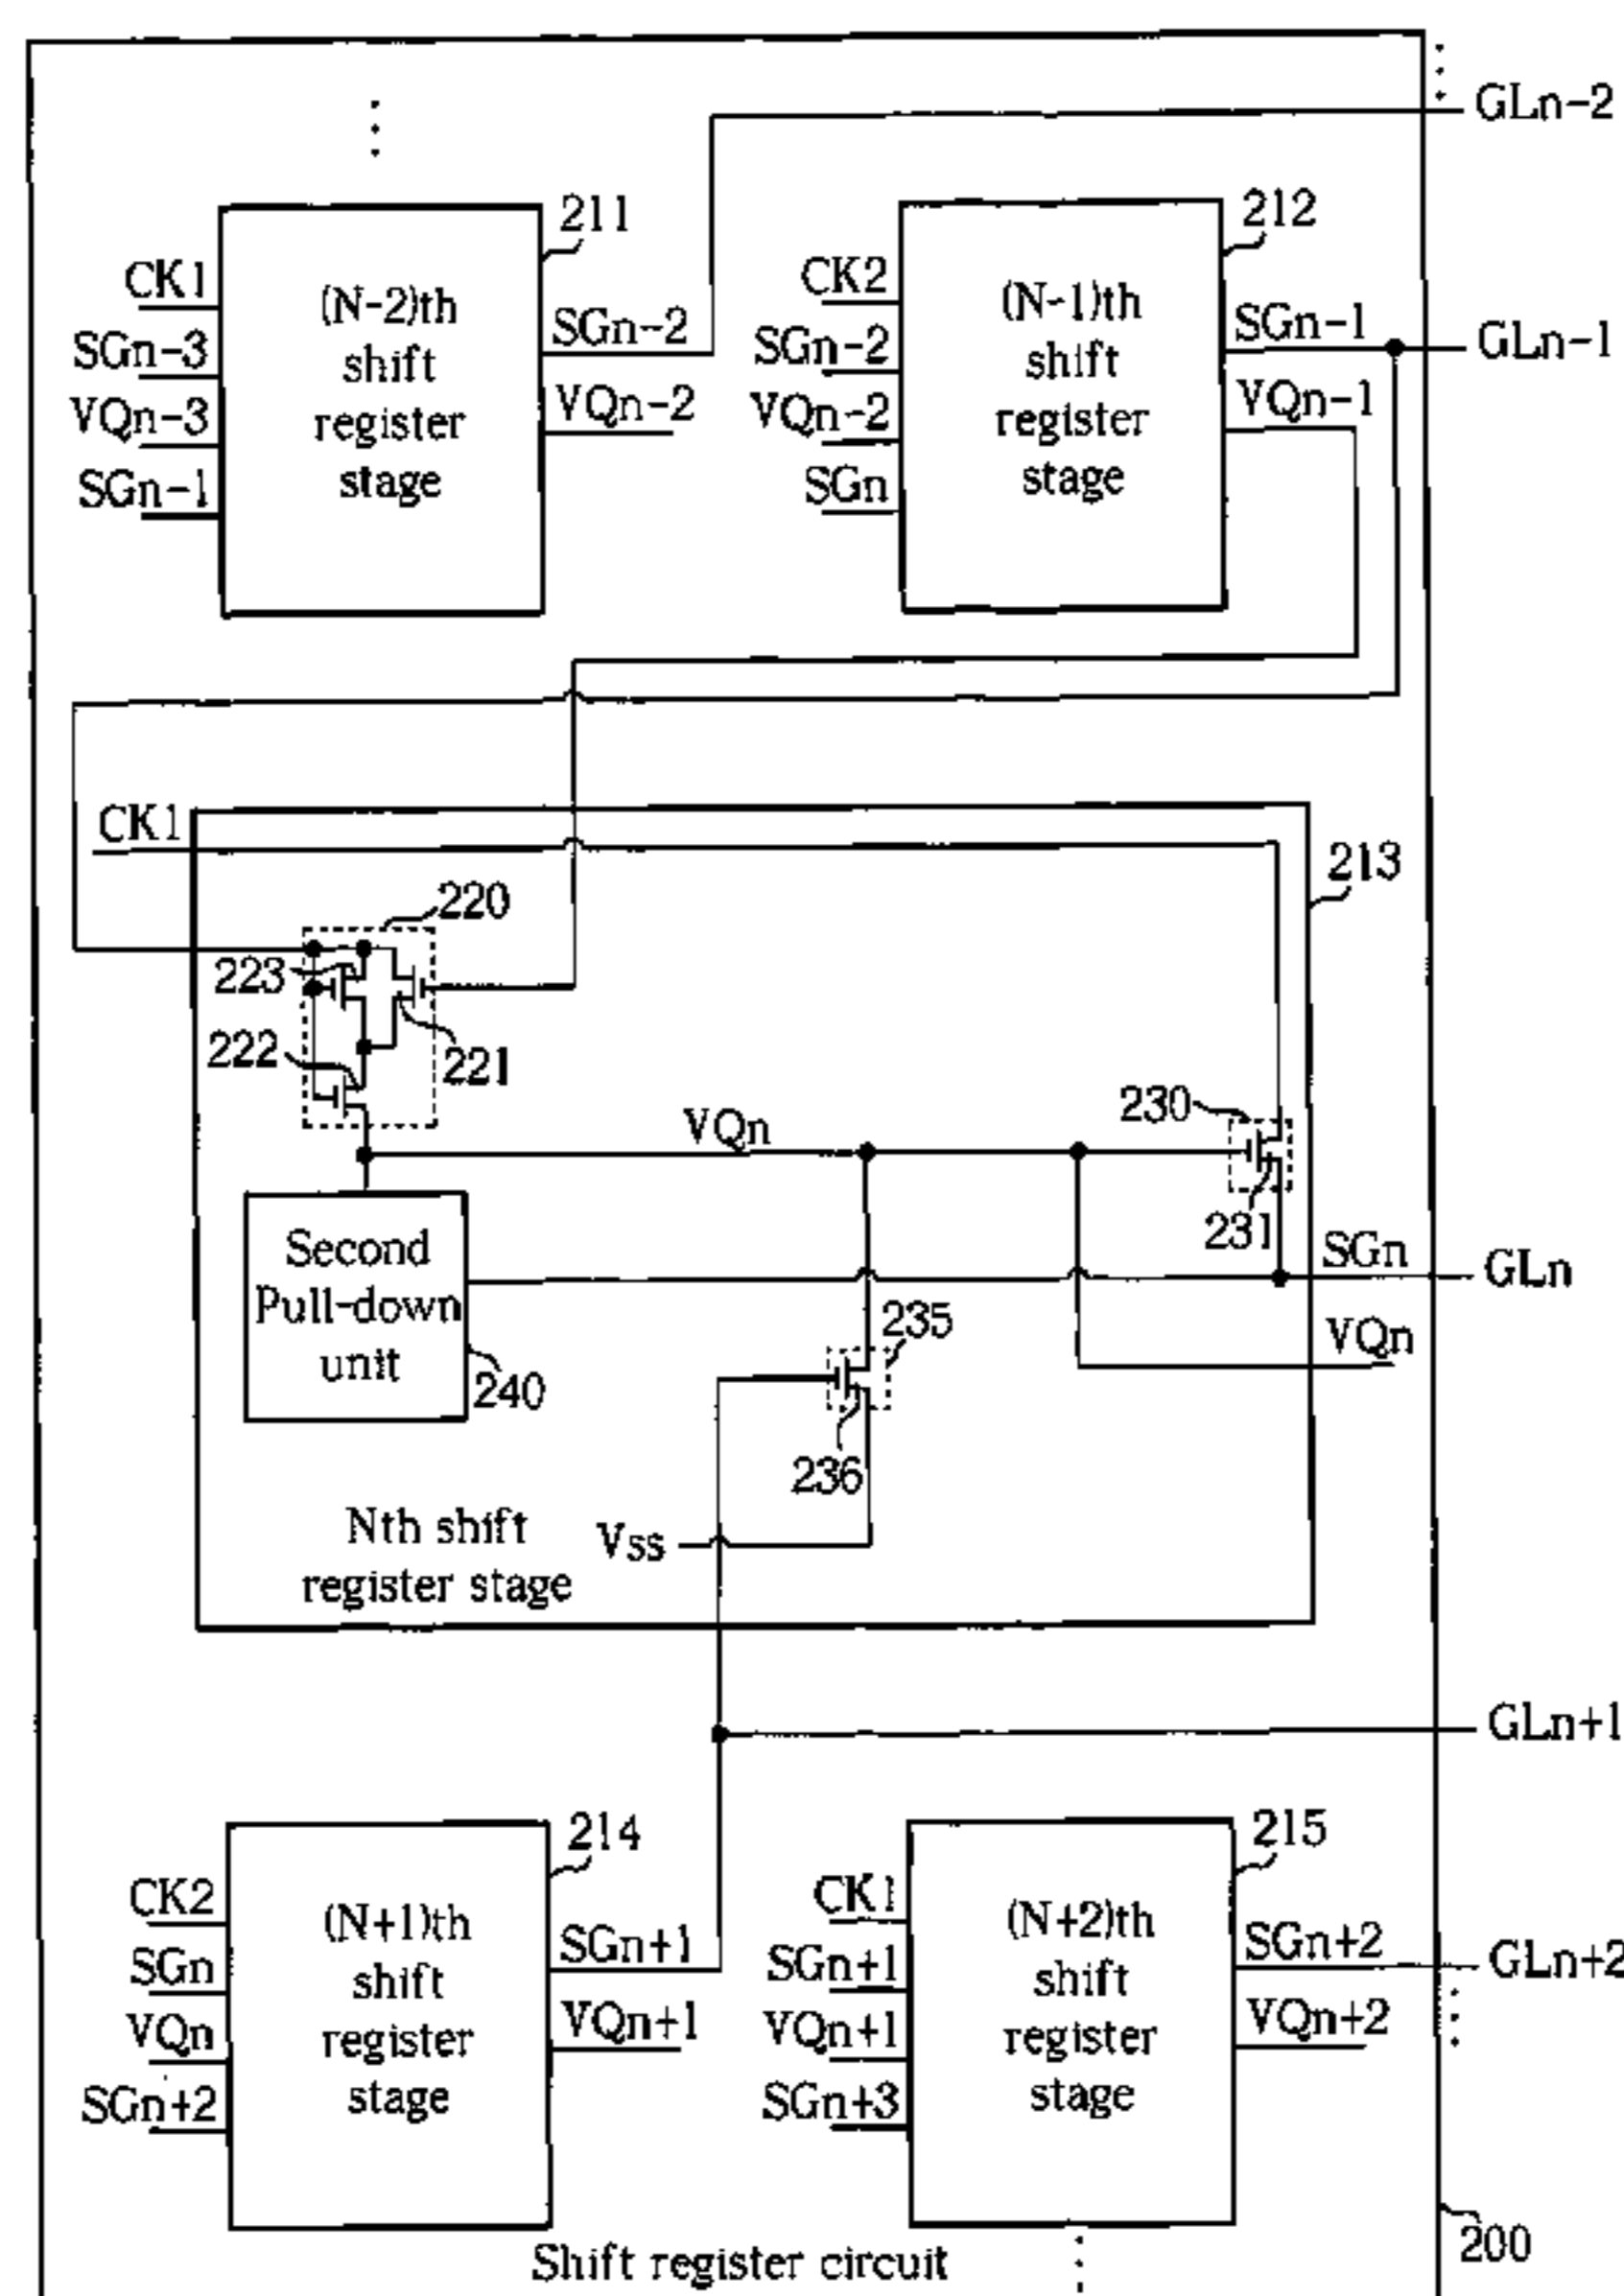 GLn-2
211
212
CK1
SGn-3
VQn-3
SGn-1
(N-2)th
shift
register
stage
SGn-2
VQn-2
CK2
SGn-2
VQn-2
SGn
(N-1)th
shift
register
stage
SGn-1
VQn-1
GLn-1
CK1
213
220
223
222
221
VQn
230
231
SGn
GLn
VQn
Second
Pull-down
unit
240
235
236
Vss
Nth shift
register stage
GLn+1
214
215
CK2
SGn
VQn
SGn+2
(N+1)th
shift
register
stage
SGn+1
VQn+1
CK1
SGn+1
VQn+1
SGn+3
(N+2)th
shift
register
stage
SGn+2
VQn+2
GLn+2
200
Shift register circuit